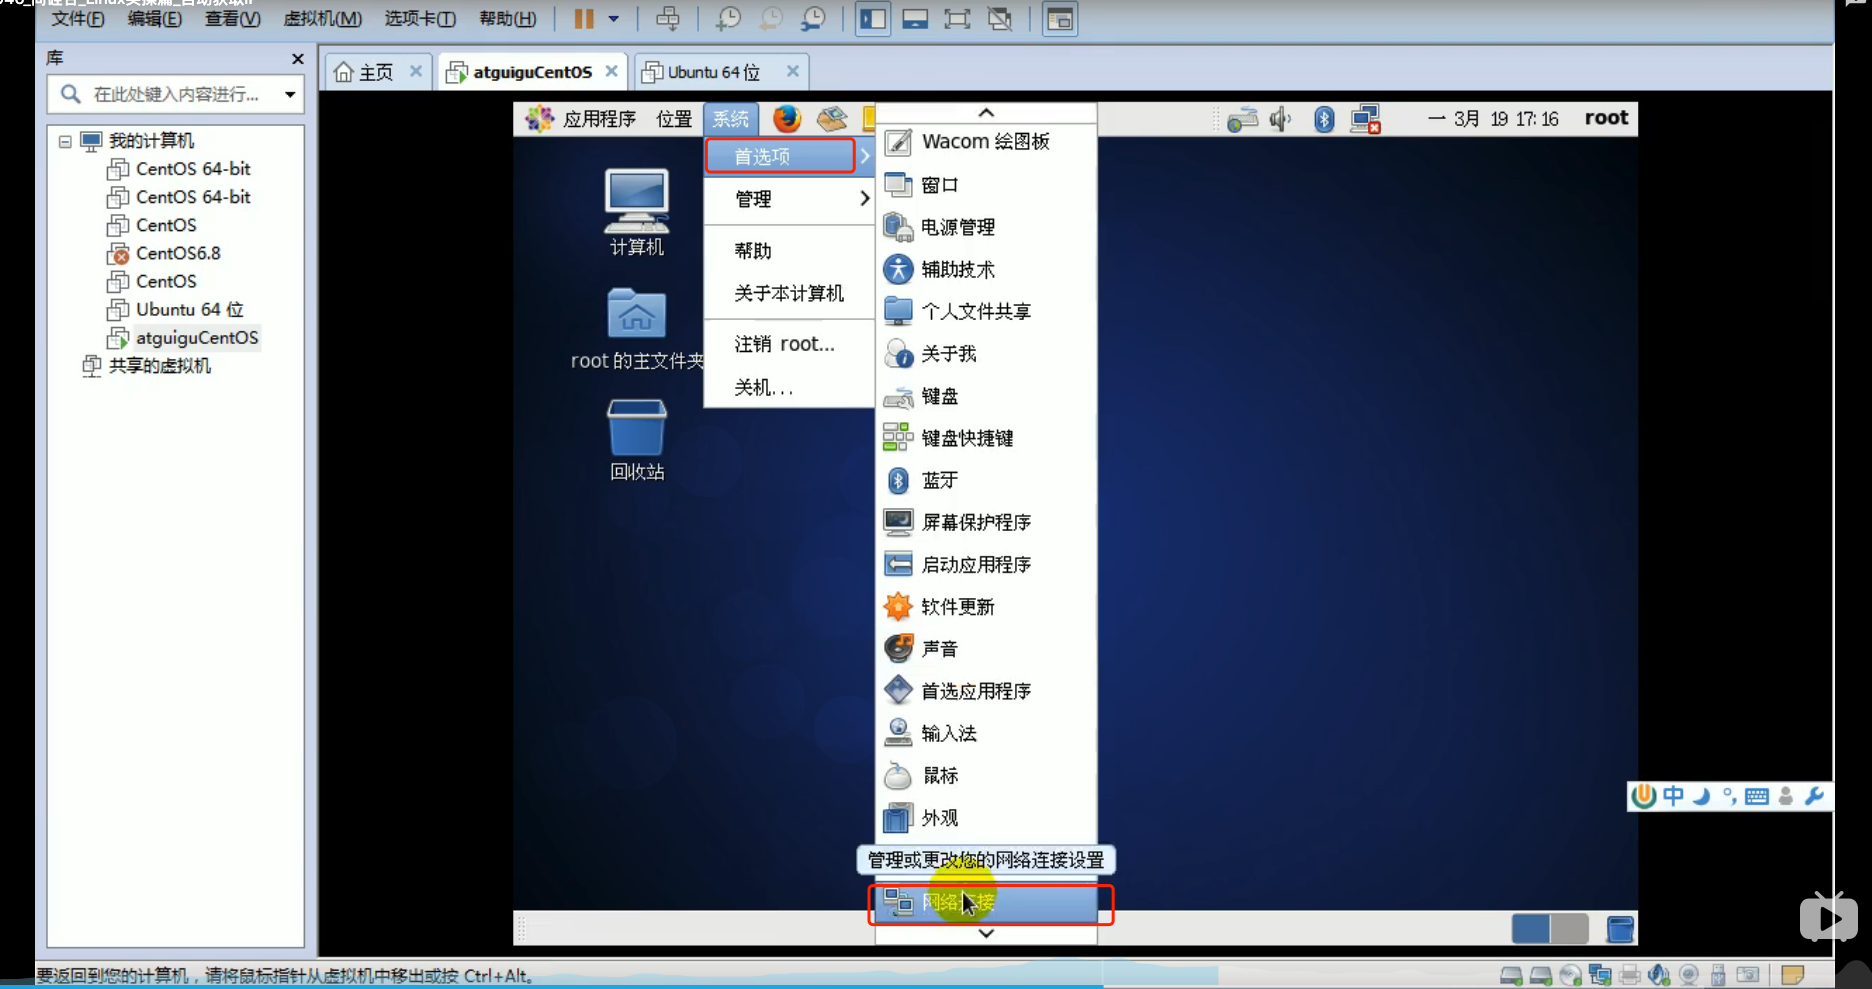 文件(F) 编辑(E) 查看(V) 虚拟机(M) 选项卡(T) 帮助(H)
库
在此处键入内容进行...
我的计算机
CentOS 64-bit
CentOS 64-bit
CentOS
CentOS6.8
CentOS
Ubuntu 64 位
atguiguCentOS
共享的虚拟机
主页
atguiguCentOS
Ubuntu 64 位
应用程序 位置 系统
一 3月 19 17:16 root
计算机
root 的主文件夹
回收站
首选项
管理
帮助
关于本计算机
注销 root...
关机...
Wacom 绘图板
窗口
电源管理
辅助技术
个人文件共享
关于我
键盘
键盘快捷键
蓝牙
屏幕保护程序
启动应用程序
软件更新
声音
首选应用程序
输入法
鼠标
外观
管理或更改您的网络连接设置
网络连接
中
要返回到您的计算机，请将鼠标指针从虚拟机中移出或按 Ctrl+Alt。